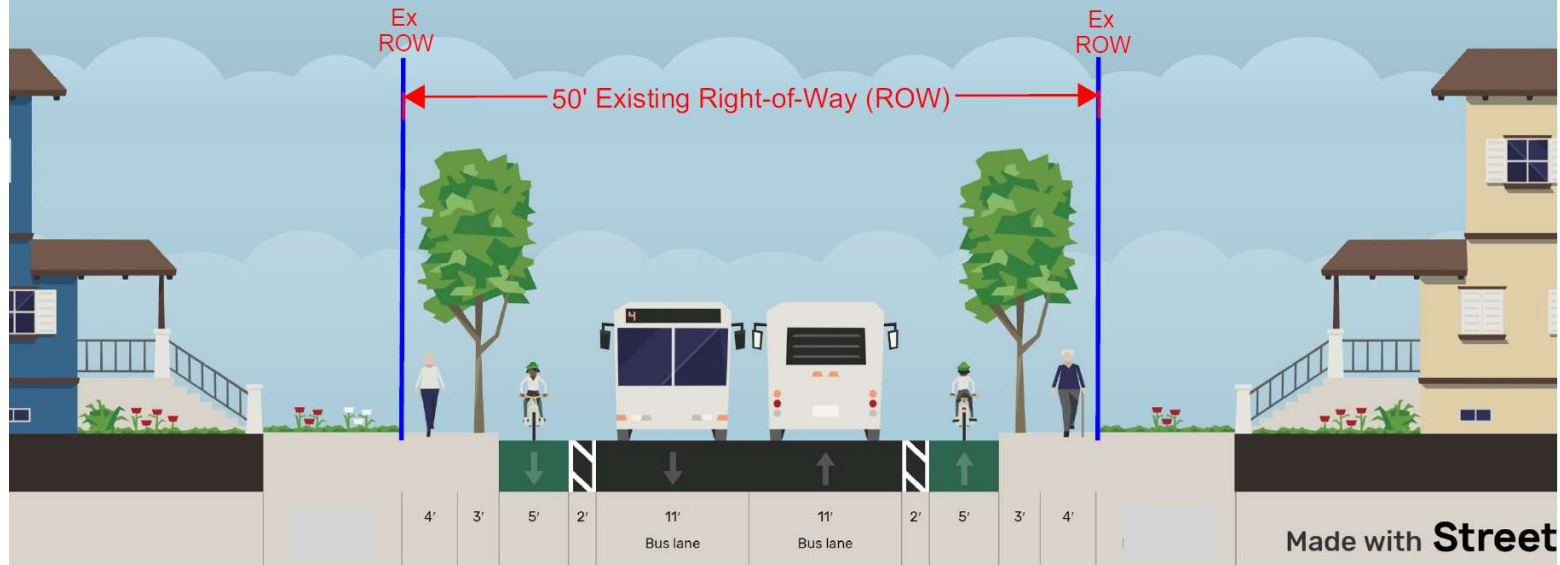 Ex
ROW
Ex
ROW
50' Existing Right-of-Way (ROW)
4
4′
3′
5′
2′
11′
11′
2′
5′
3′
4′
Bus lane
Bus lane
Made with Street